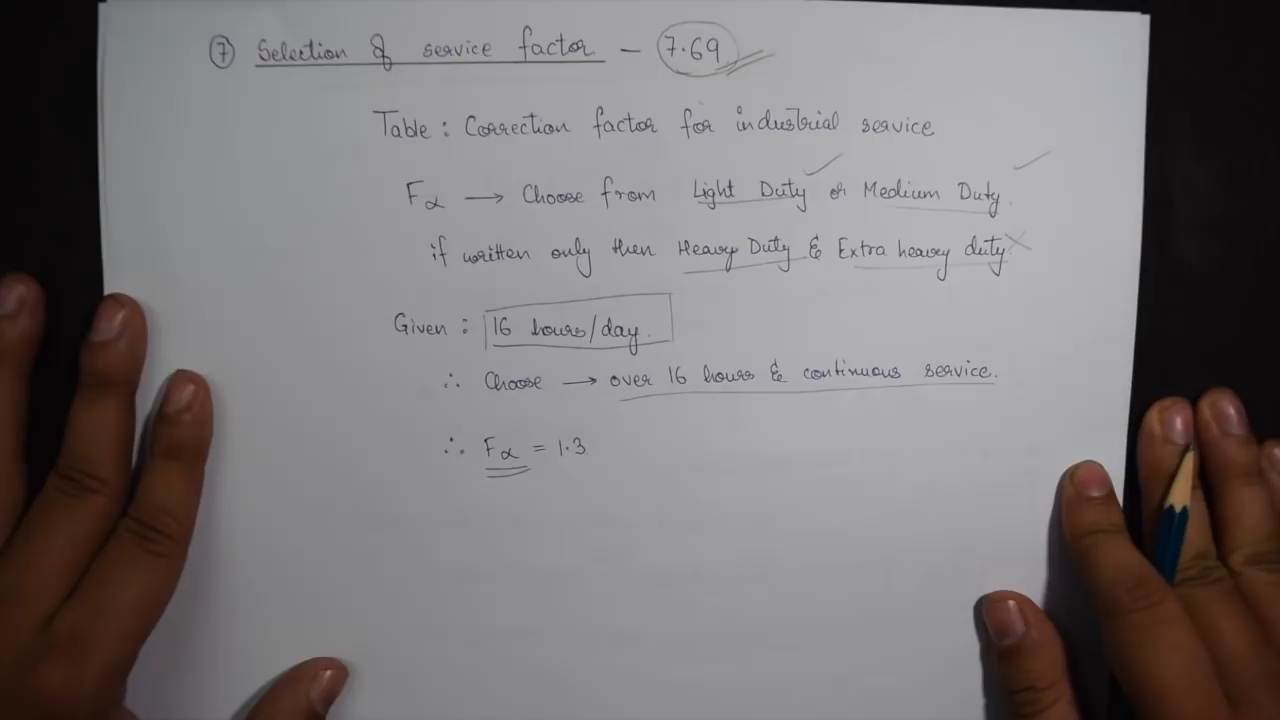 ⑦ Selection of service factor - 7.69
Table : Correction factor for industrial service
Fα → Choose from Light Duty or Medium Duty.
if written only then Heavy Duty & Extra heavy duty.
Given : 16 hours/day.
∴ Choose → over 16 hours & continuous service.
∴ Fα = 1.3